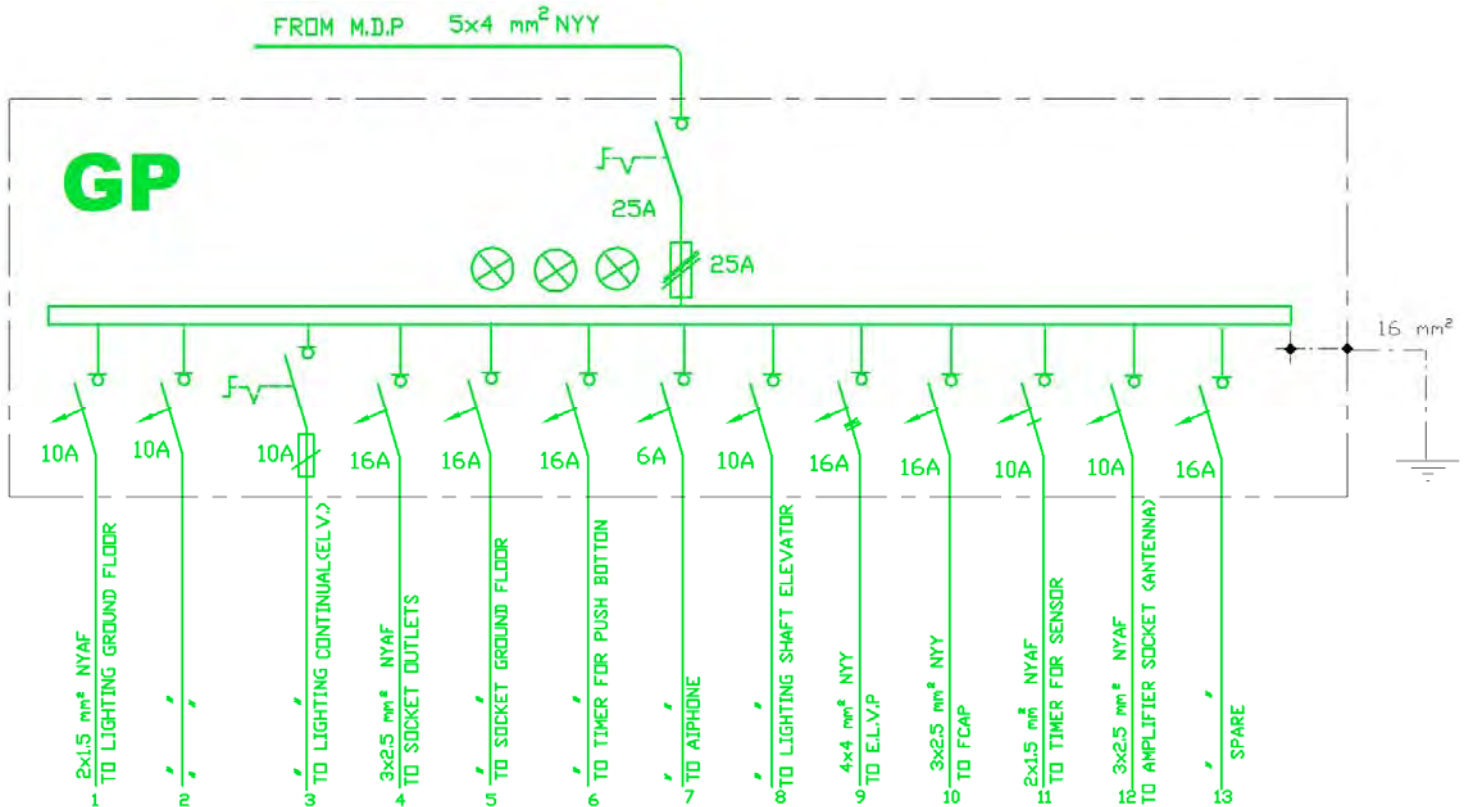 FROM M.D.P 5x4 mm² NYY
GP
25A
25A
16 mm²
10A
10A
10A
16A
16A
16A
6A
10A
16A
16A
10A
10A
16A
2x1.5 mm² NYAF
TO LIGHTING GROUND FLOOR
〃 〃
〃 〃
〃 〃
TO LIGHTING CONTINUAL(ELV.)
3x2.5 mm² NYAF
TO SOCKET OUTLETS
〃 〃
TO SOCKET GROUND FLOOR
〃 〃
TO TIMER FOR PUSH BOTTON
〃 〃
TO AIPHONE
〃 〃
TO LIGHTING SHAFT ELEVATOR
4x4 mm² NYY
TO E.L.V.P
3x2.5 mm² NYY
TO FCAP
2x1.5 mm² NYAF
TO TIMER FOR SENSOR
3x2.5 mm² NYAF
TO AMPLIFIER SOCKET (ANTENNA)
〃 〃
SPARE
1 2 3 4 5 6 7 8 9 10 11 12 13